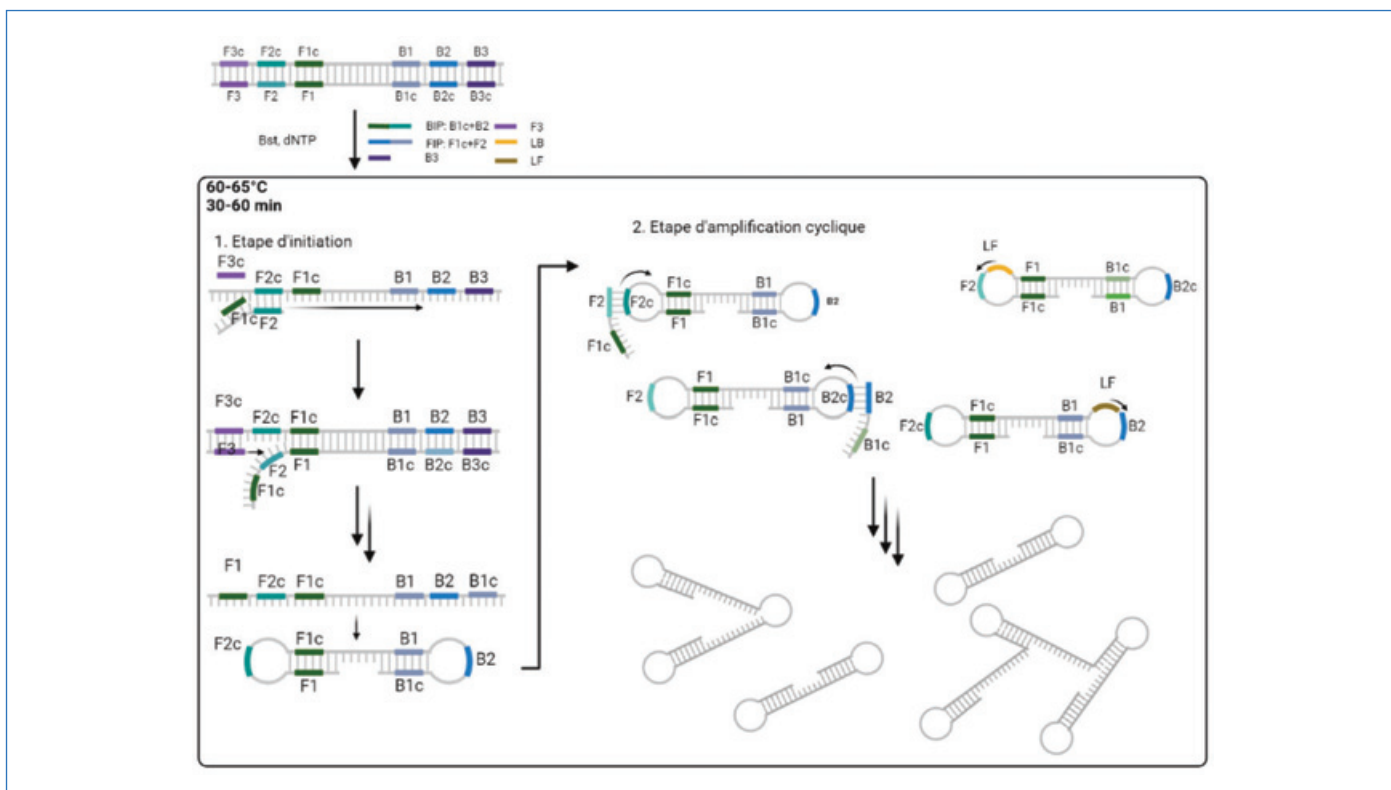 F3c F2c F1c B1 B2 B3
F3 F2 F1 B1c B2c B3c
Bst, dNTP
BIP: B1c+B2 F3
FIP: F1c+F2 LB
B3 LF
60-65°C
30-60 min
1. Etape d'initiation
F3c
F2c F1c B1 B2 B3
F1c F2
F3c
F2c F1c B1 B2 B3
F3 F2 F1 B1c B2c B3c
F1c
F1
F2c F1c B1 B2 B1c
F2c F1c B1 B2
F1 B1c
2. Etape d'amplification cyclique
F2 F2c F1c B1 B2
F1 B1c
F1c
LF
F2 F1 B1c B2c
F1c B1
F2 F1 B1c B2c B2
F1c B1
B1c
LF
F2c F1c B1 B2
F1 B1c